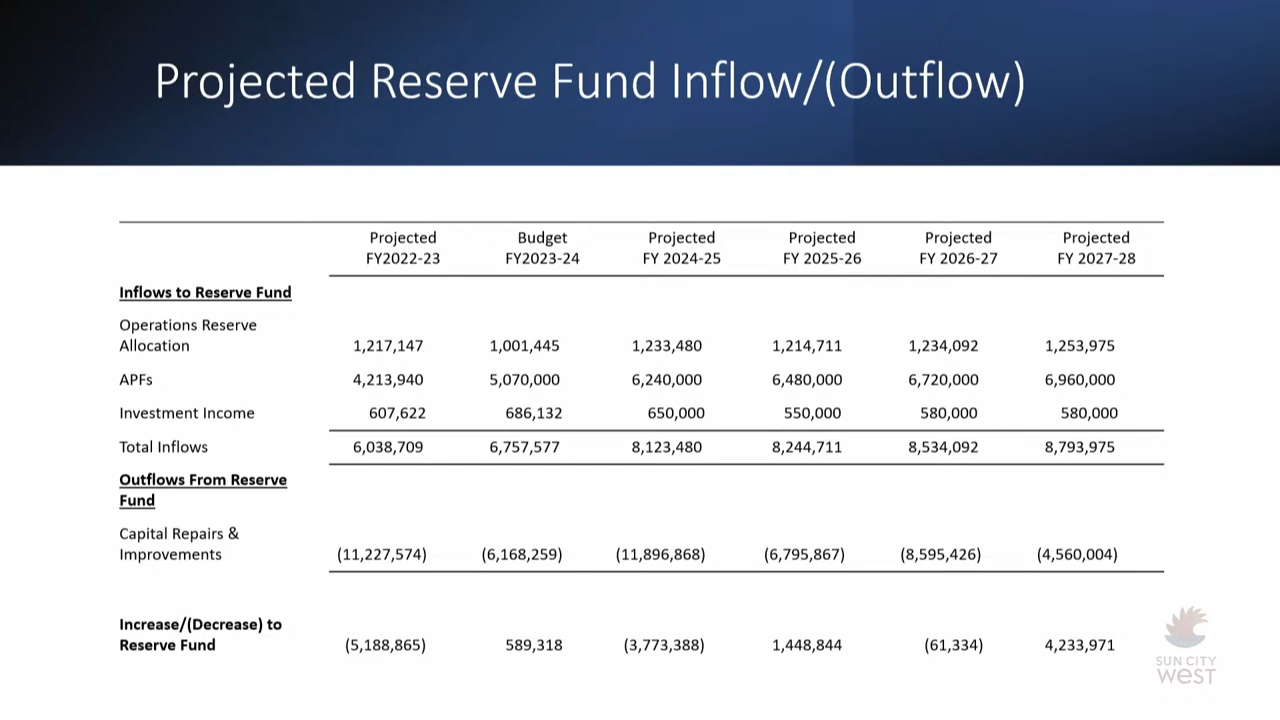 Projected Reserve Fund Inflow/(Outflow)
Projected Budget Projected Projected Projected Projected
FY2022-23 FY2023-24 FY 2024-25 FY 2025-26 FY 2026-27 FY 2027-28
Inflows to Reserve Fund
Operations Reserve
Allocation 1,217,147 1,001,445 1,233,480 1,214,711 1,234,092 1,253,975
APFs 4,213,940 5,070,000 6,240,000 6,480,000 6,720,000 6,960,000
Investment Income 607,622 686,132 650,000 550,000 580,000 580,000
Total Inflows 6,038,709 6,757,577 8,123,480 8,244,711 8,534,092 8,793,975
Outflows From Reserve
Fund
Capital Repairs &
Improvements (11,227,574) (6,168,259) (11,896,868) (6,795,867) (8,595,426) (4,560,004)
Increase/(Decrease) to
Reserve Fund (5,188,865) 589,318 (3,773,388) 1,448,844 (61,334) 4,233,971
SUN CITY
west